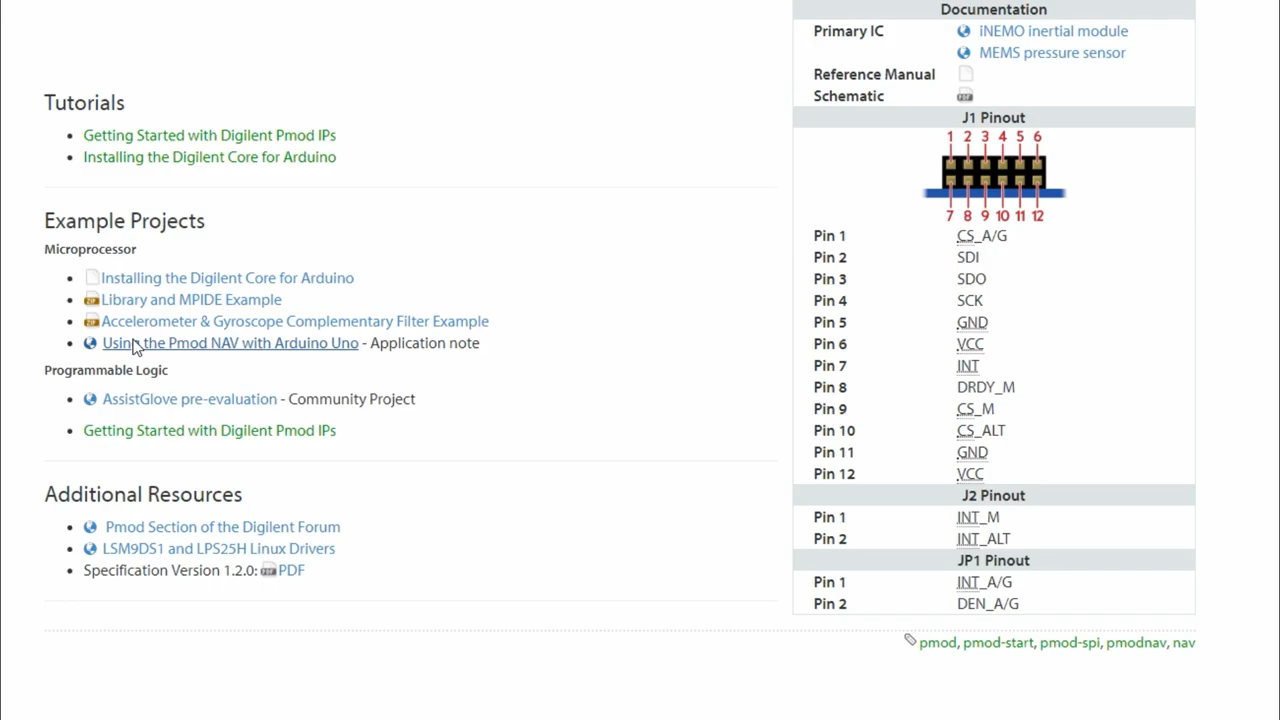 Tutorials
Getting Started with Digilent Pmod IPs
Installing the Digilent Core for Arduino
Example Projects
Microprocessor
Installing the Digilent Core for Arduino
Library and MPIDE Example
Accelerometer & Gyroscope Complementary Filter Example
Using the Pmod NAV with Arduino Uno - Application note
Programmable Logic
AssistGlove pre-evaluation - Community Project
Getting Started with Digilent Pmod IPs
Additional Resources
Pmod Section of the Digilent Forum
LSM9DS1 and LPS25H Linux Drivers
Specification Version 1.2.0: PDF
Documentation
Primary IC iNEMO inertial module
MEMS pressure sensor
Reference Manual
Schematic
J1 Pinout
1 2 3 4 5 6
7 8 9 10 11 12
Pin 1 CS_A/G
Pin 2 SDI
Pin 3 SDO
Pin 4 SCK
Pin 5 GND
Pin 6 VCC
Pin 7 INT
Pin 8 DRDY_M
Pin 9 CS_M
Pin 10 CS_ALT
Pin 11 GND
Pin 12 VCC
J2 Pinout
Pin 1 INT_M
Pin 2 INT_ALT
JP1 Pinout
Pin 1 INT_A/G
Pin 2 DEN_A/G
pmod, pmod-start, pmod-spi, pmodnav, nav